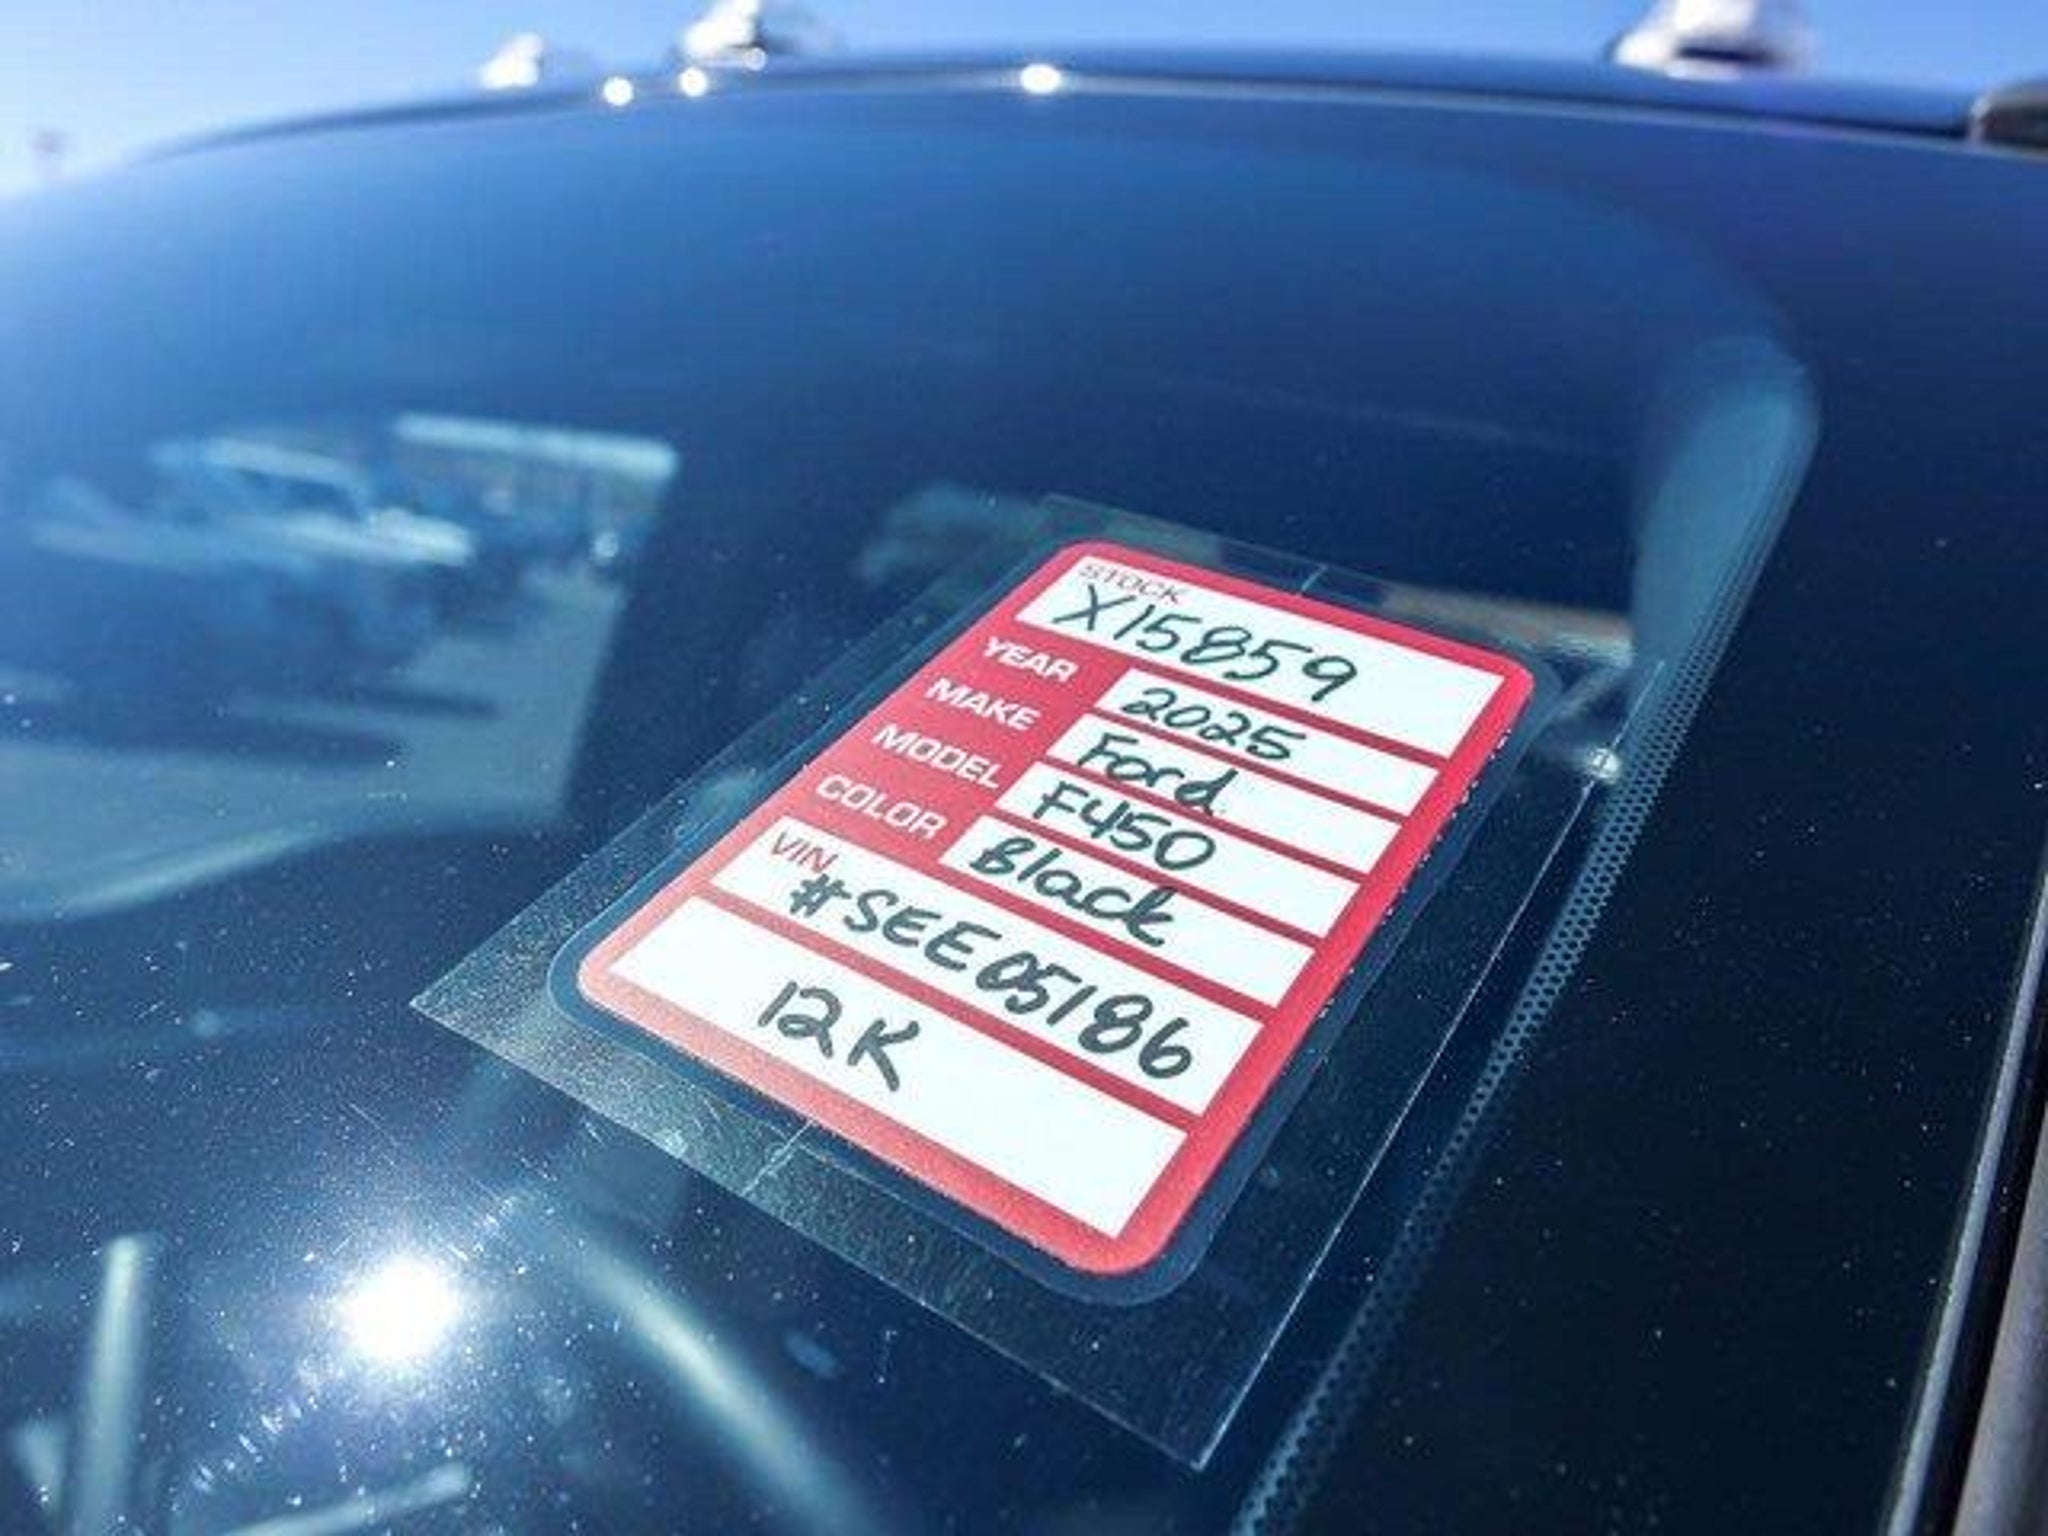 STOCK
X15859
YEAR 2025
MAKE Ford
MODEL F450
COLOR Black
VIN
#SEE05186
12K